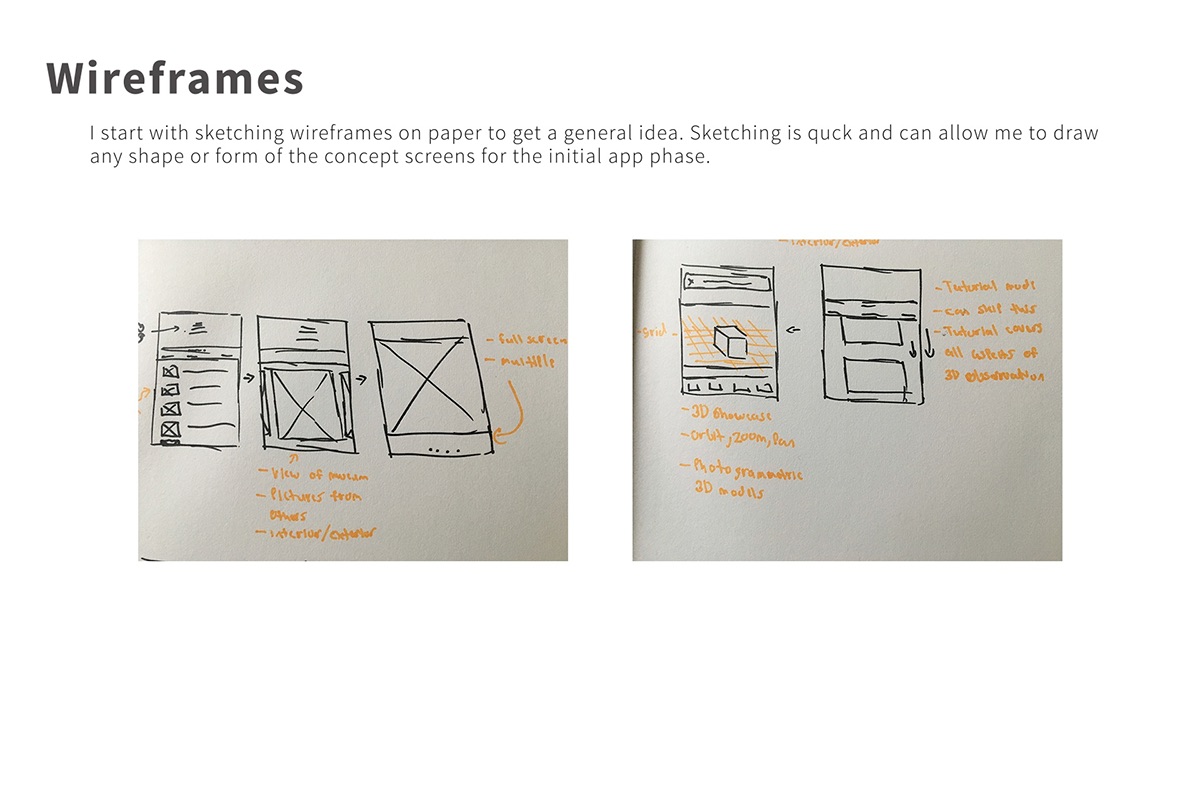 Wireframes
I start with sketching wireframes on paper to get a general idea. Sketching is quck and can allow me to draw
any shape or form of the concept screens for the initial app phase.
- full screen
- multiple
- View of museum
- Pictures from
others
- interior/exterior
- interior/exterior
- Grid -
- 3D Showcase
- orbit, zoom, Pan
- Photogrammetric
3D models
- Tutorial mode
- can skip this
- Tutorial covers
all of
3D observation